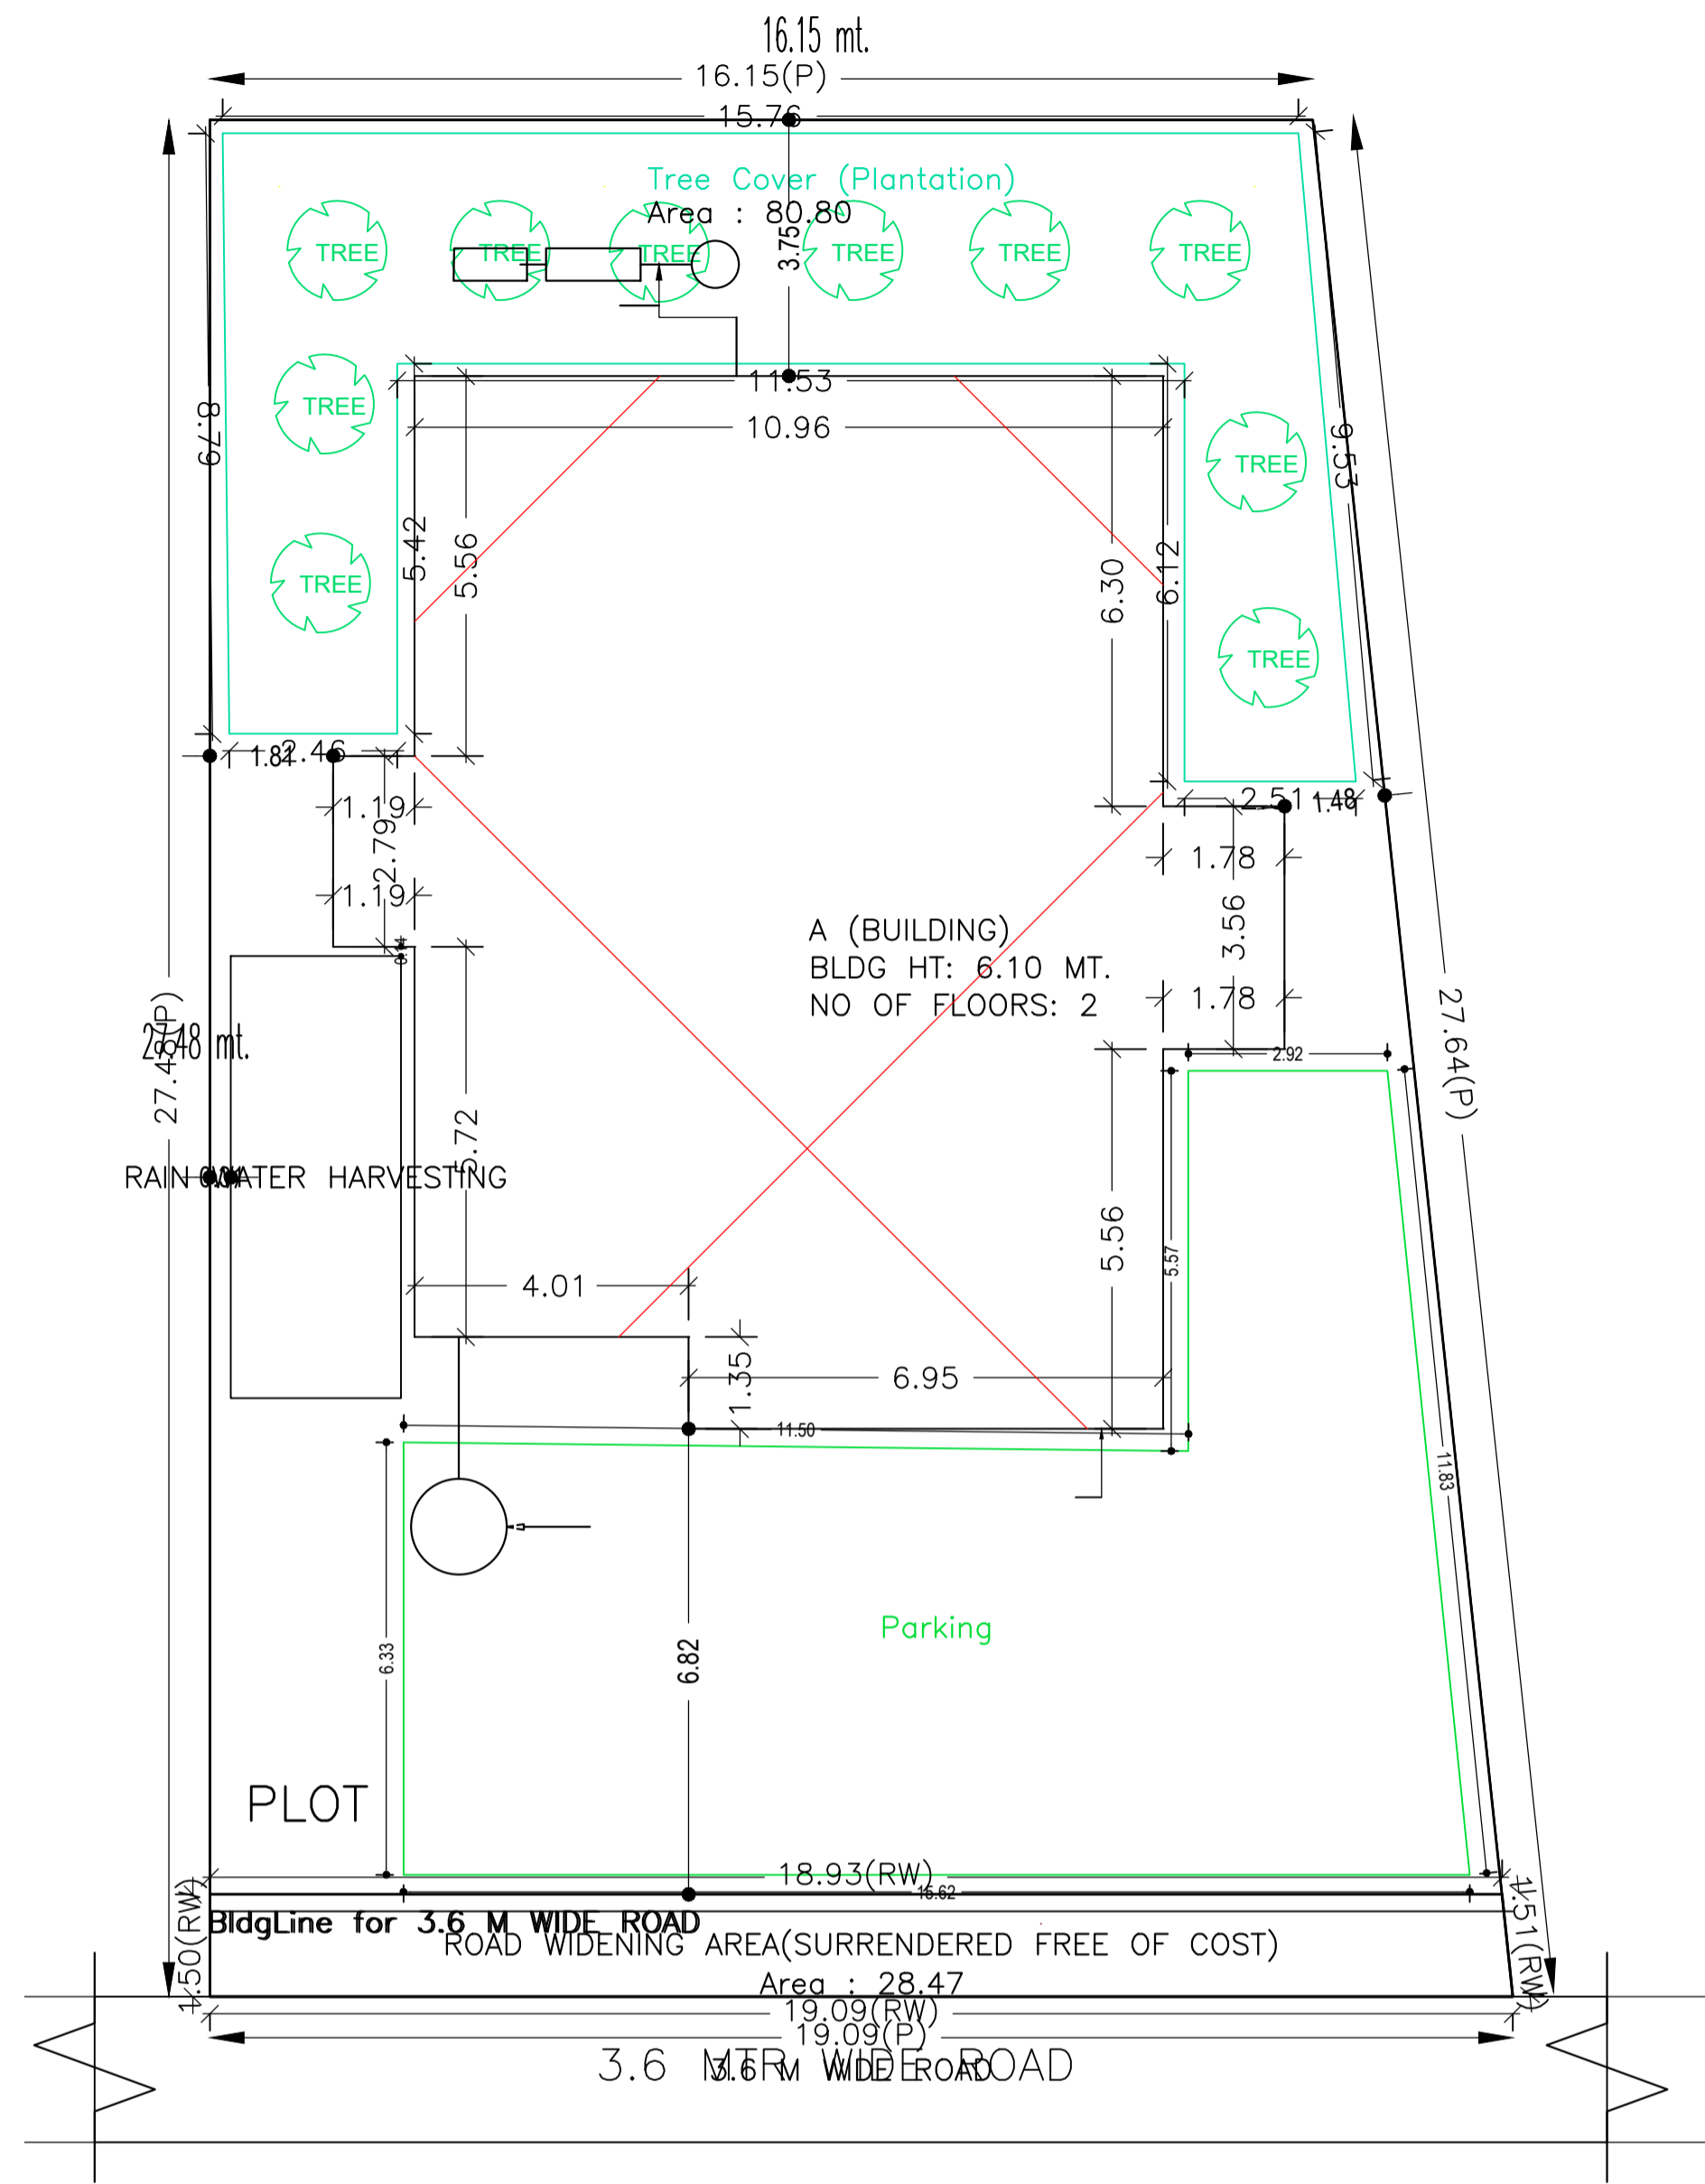 16.15 mt.
16.15(P)
15.76
Tree Cover (Plantation)
Area : 80.80
TREE
TREE
TREE
TREE
TREE
TREE
3.75
11.53
10.96
8.79
TREE
9.53
TREE
5.42
5.56
6.30
6.12
TREE
TREE
1.81
2.46
2.51
1.48
1.19
2.79
1.19
1.78
3.56
1.78
A (BUILDING)
BLDG HT: 6.10 MT.
NO OF FLOORS: 2
27.48 mt.
27.48(P)
27.64(P)
2.92
RAIN WATER HARVESTING
5.72
5.56
5.57
4.01
1.35
6.95
11.50
11.83
6.33
6.82
Parking
PLOT
18.93(RW)
15.62
1.50(RW)
1.51(RW)
BldgLine for 3.6 M WIDE ROAD
ROAD WIDENING AREA(SURRENDERED FREE OF COST)
Area : 28.47
19.09(RW)
19.09(P)
3.6 MTR. WIDE ROAD
3.6 M WIDE ROAD